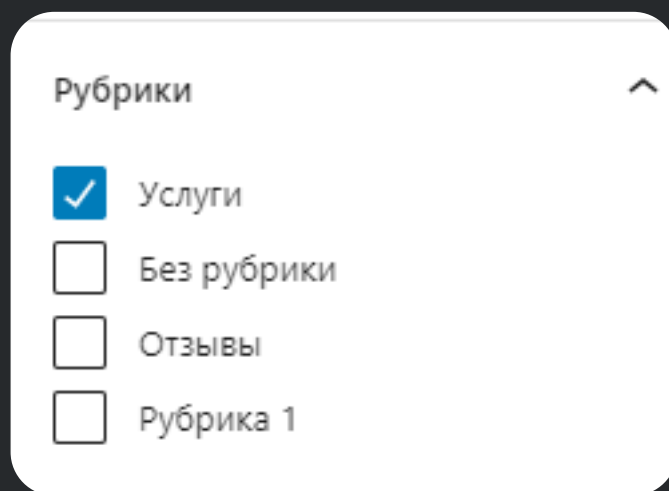 Рубрики
Услуги
Без рубрики
Отзывы
Рубрика 1